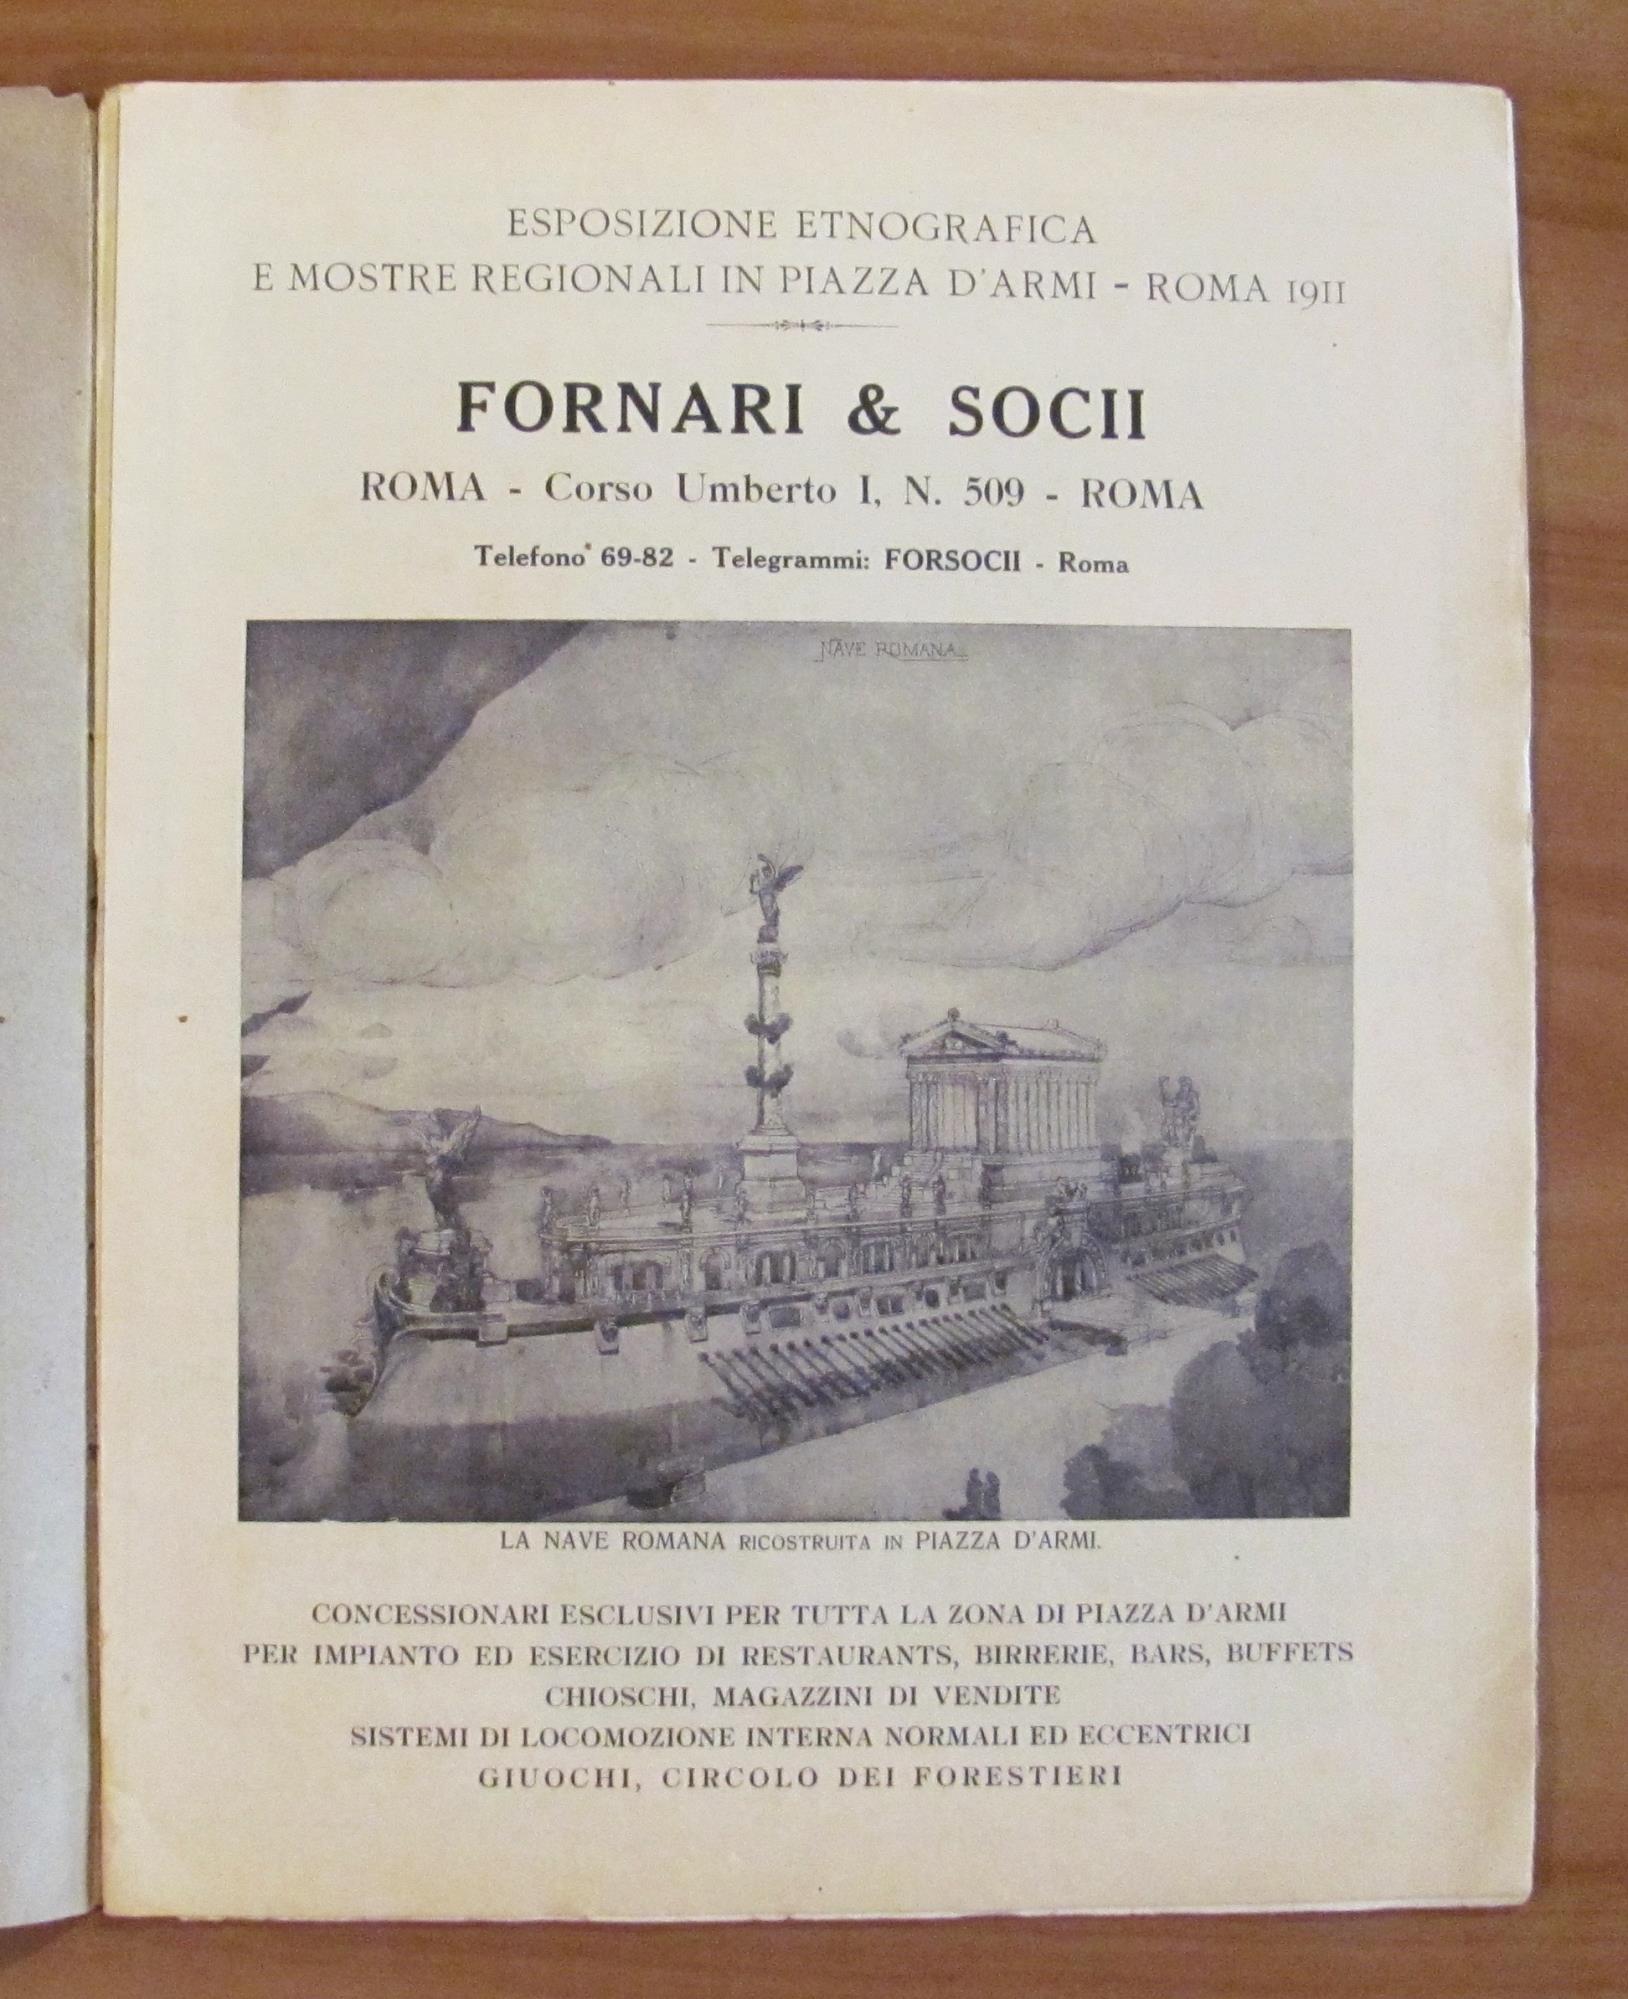 ESPOSIZIONE ETNOGRAFICA
E MOSTRE REGIONALI IN PIAZZA D'ARMI - ROMA 1911
FORNARI & SOCII
ROMA - Corso Umberto I, N. 509 - ROMA
Telefono 69-82 - Telegrammi: FORSOCII - Roma
NAVE ROMANA
LA NAVE ROMANA RICOSTRUITA IN PIAZZA D'ARMI.
CONCESSIONARI ESCLUSIVI PER TUTTA LA ZONA DI PIAZZA D'ARMI
PER IMPIANTO ED ESERCIZIO DI RESTAURANTS, BIRRERIE, BARS, BUFFETS
CHIOSCHI, MAGAZZINI DI VENDITE
SISTEMI DI LOCOMOZIONE INTERNA NORMALI ED ECCENTRICI
GIUOCHI, CIRCOLO DEI FORESTIERI